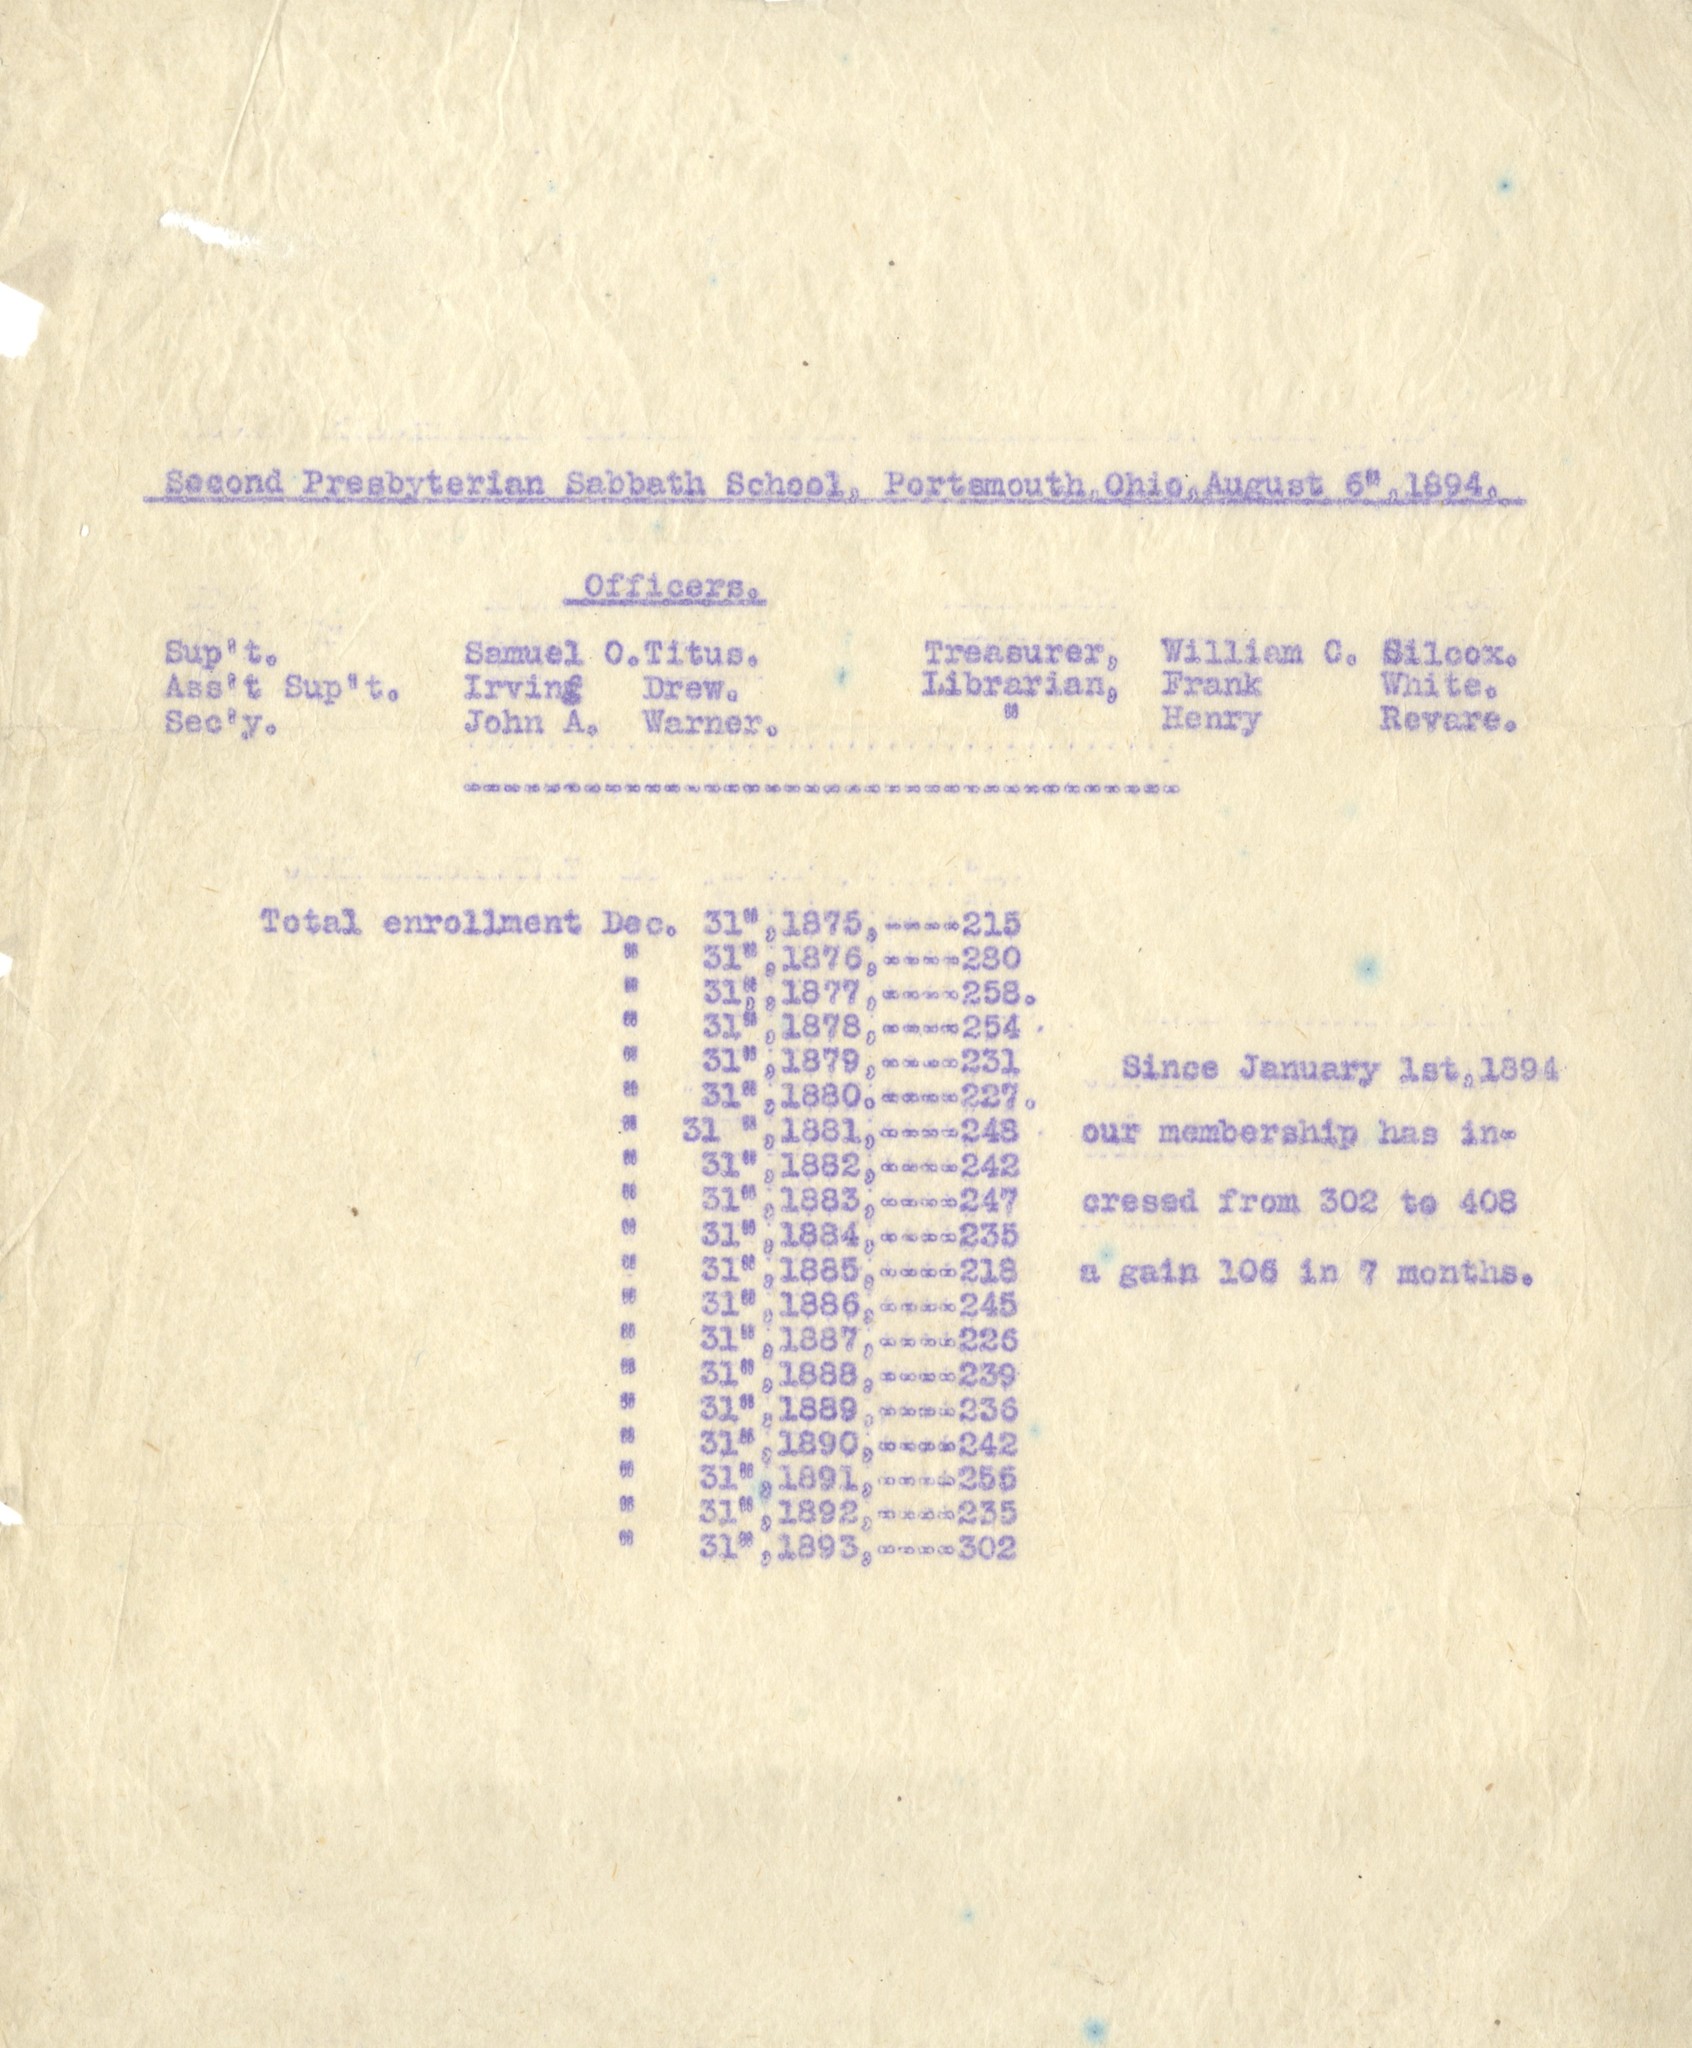 Second Presbyterian Sabbath School, Portsmouth,Ohio,August 6",1894.
Officers.
Sup't. Samuel O.Titus. Treasurer, William C. Silcox.
Ass't Sup't. Irving Drew. Librarian, Frank White.
Sec'y. John A. Warner. " Henry Revare.
------------------------------------
Total enrollment Dec. 31",1875,----215
" 31",1876,----280
" 31",1877,----258.
" 31",1878,----254
" 31",1879,----231
" 31",1880.----227.
" 31 ",1881,----248
" 31",1882,----242
" 31",1883,----247
" 31",1884,----235
" 31",1885,----218
" 31",1886,----245
" 31",1887,----226
" 31",1888,----239
" 31",1889,----236
" 31",1890,----242
" 31",1891,----256
" 31",1892,----235
" 31",1893,----302
Since January 1st,1894
our membership has in-
cresed from 302 to 408
a gain 106 in 7 months.